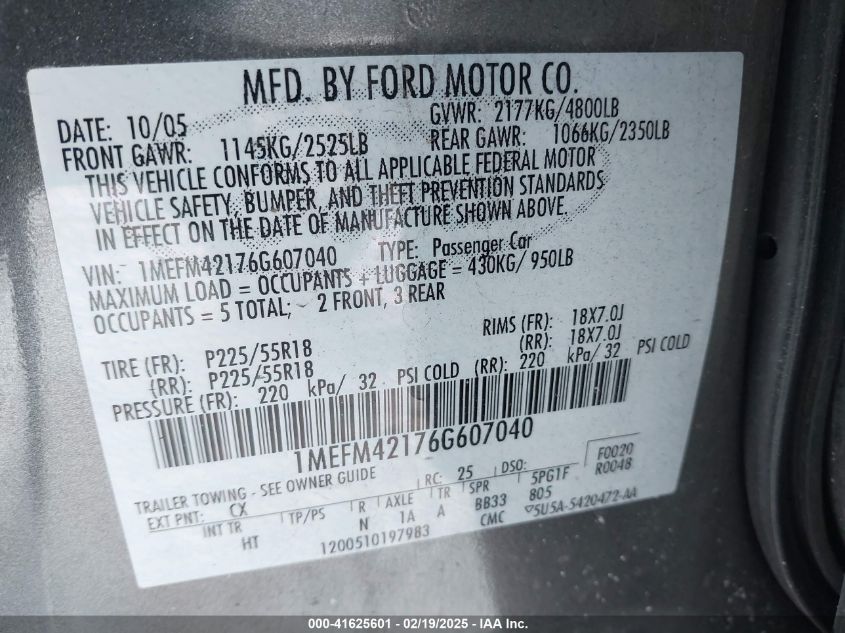 MFD. BY FORD MOTOR CO.
DATE: 10/05 GVWR: 2177KG/4800LB
FRONT GAWR: 1145KG/2525LB REAR GAWR: 1066KG/2350LB
THIS VEHICLE CONFORMS TO ALL APPLICABLE FEDERAL MOTOR
VEHICLE SAFETY, BUMPER, AND THEFT PREVENTION STANDARDS
IN EFFECT ON THE DATE OF MANUFACTURE SHOWN ABOVE.
VIN: 1MEFM42176G607040 TYPE: Passenger Car
MAXIMUM LOAD = OCCUPANTS + LUGGAGE = 430KG/ 950LB
OCCUPANTS = 5 TOTAL; 2 FRONT, 3 REAR
TIRE (FR): P225/55R18 RIMS (FR): 18X7.0J
(RR): P225/55R18 (RR): 18X7.0J
PRESSURE (FR): 220 kPa/ 32 PSI COLD (RR): 220 kPa/ 32 PSI COLD
1MEFM42176G607040
F0020
R0048
TRAILER TOWING - SEE OWNER GUIDE RC: 25 DSO: 5PG1F
EXT PNT: CX TP/PS R AXLE TR SPR 805
INT TR N 1A A BB33 5U5A-5420472-AA
HT 1200510197983 CMC
000-41625601 - 02/19/2025 - IAAI Inc.